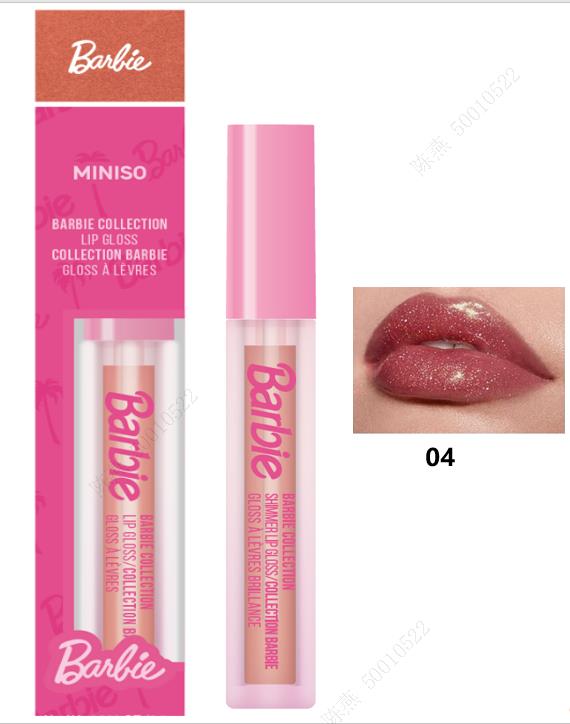 Barbie
MINISO
BARBIE COLLECTION
LIP GLOSS
COLLECTION BARBIE
GLOSS À LÈVRES
Barbie
BARBIE COLLECTION
LIP GLOSS/COLLECTION B
GLOSS À LÈVRES
Barbie
Barbie
BARBIE COLLECTION
SHIMMER LIP GLOSS/COLLECTION BARBIE
GLOSS À LÈVRES BRILLANCE
04
陈燕 50010522
陈燕 50010522
陈燕 50010522